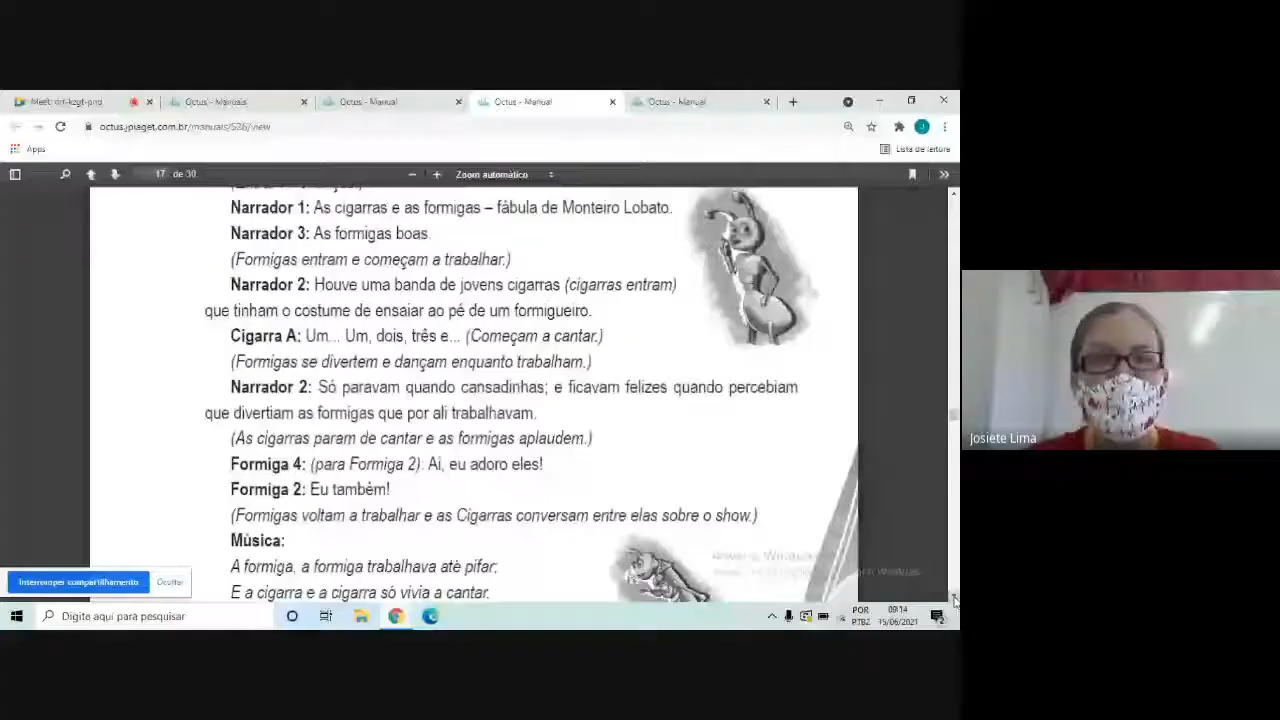 Meet: Octus - Manuais Octus - Manual Octus - Manual Octus - Manual
octus.jpiaget.com.br/manuais/526/view
Apps Lista de leitura
17 de 30 Zoom automático
Narrador 1: As cigarras e as formigas – fábula de Monteiro Lobato.
Narrador 3: As formigas boas.
(Formigas entram e começam a trabalhar.)
Narrador 2: Houve uma banda de jovens cigarras (cigarras entram)
que tinham o costume de ensaiar ao pé de um formigueiro.
Cigarra A: Um... Um, dois, três e... (Começam a cantar.)
(Formigas se divertem e dançam enquanto trabalham.)
Narrador 2: Só paravam quando cansadinhas; e ficavam felizes quando percebiam
que divertiam as formigas que por ali trabalhavam.
(As cigarras param de cantar e as formigas aplaudem.)
Formiga 4: (para Formiga 2): Ai, eu adoro eles!
Formiga 2: Eu também!
(Formigas voltam a trabalhar e as Cigarras conversam entre elas sobre o show.)
Música:
A formiga, a formiga trabalhava até pifar;
E a cigarra e a cigarra só vivia a cantar.
Interromper compartilhamento Ocultar
Digite aqui para pesquisar
POR 09:14
PTB2 15/06/2021
Josiete Lima